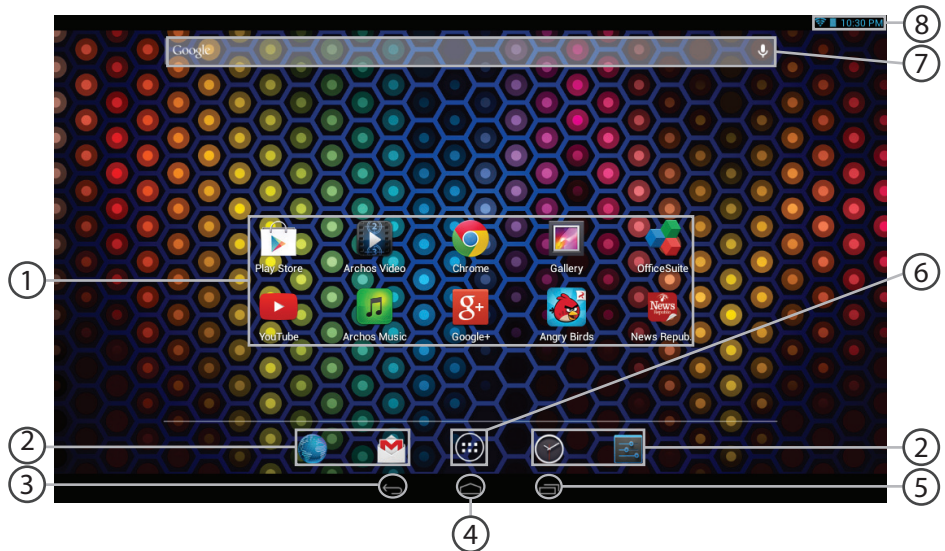 10:30 PM
8
Google
7
Play Store Archos Video Chrome Gallery OfficeSuite
6
1
YouTube Archos Music Google+ Angry Birds News Repub.
2
2
3
5
4